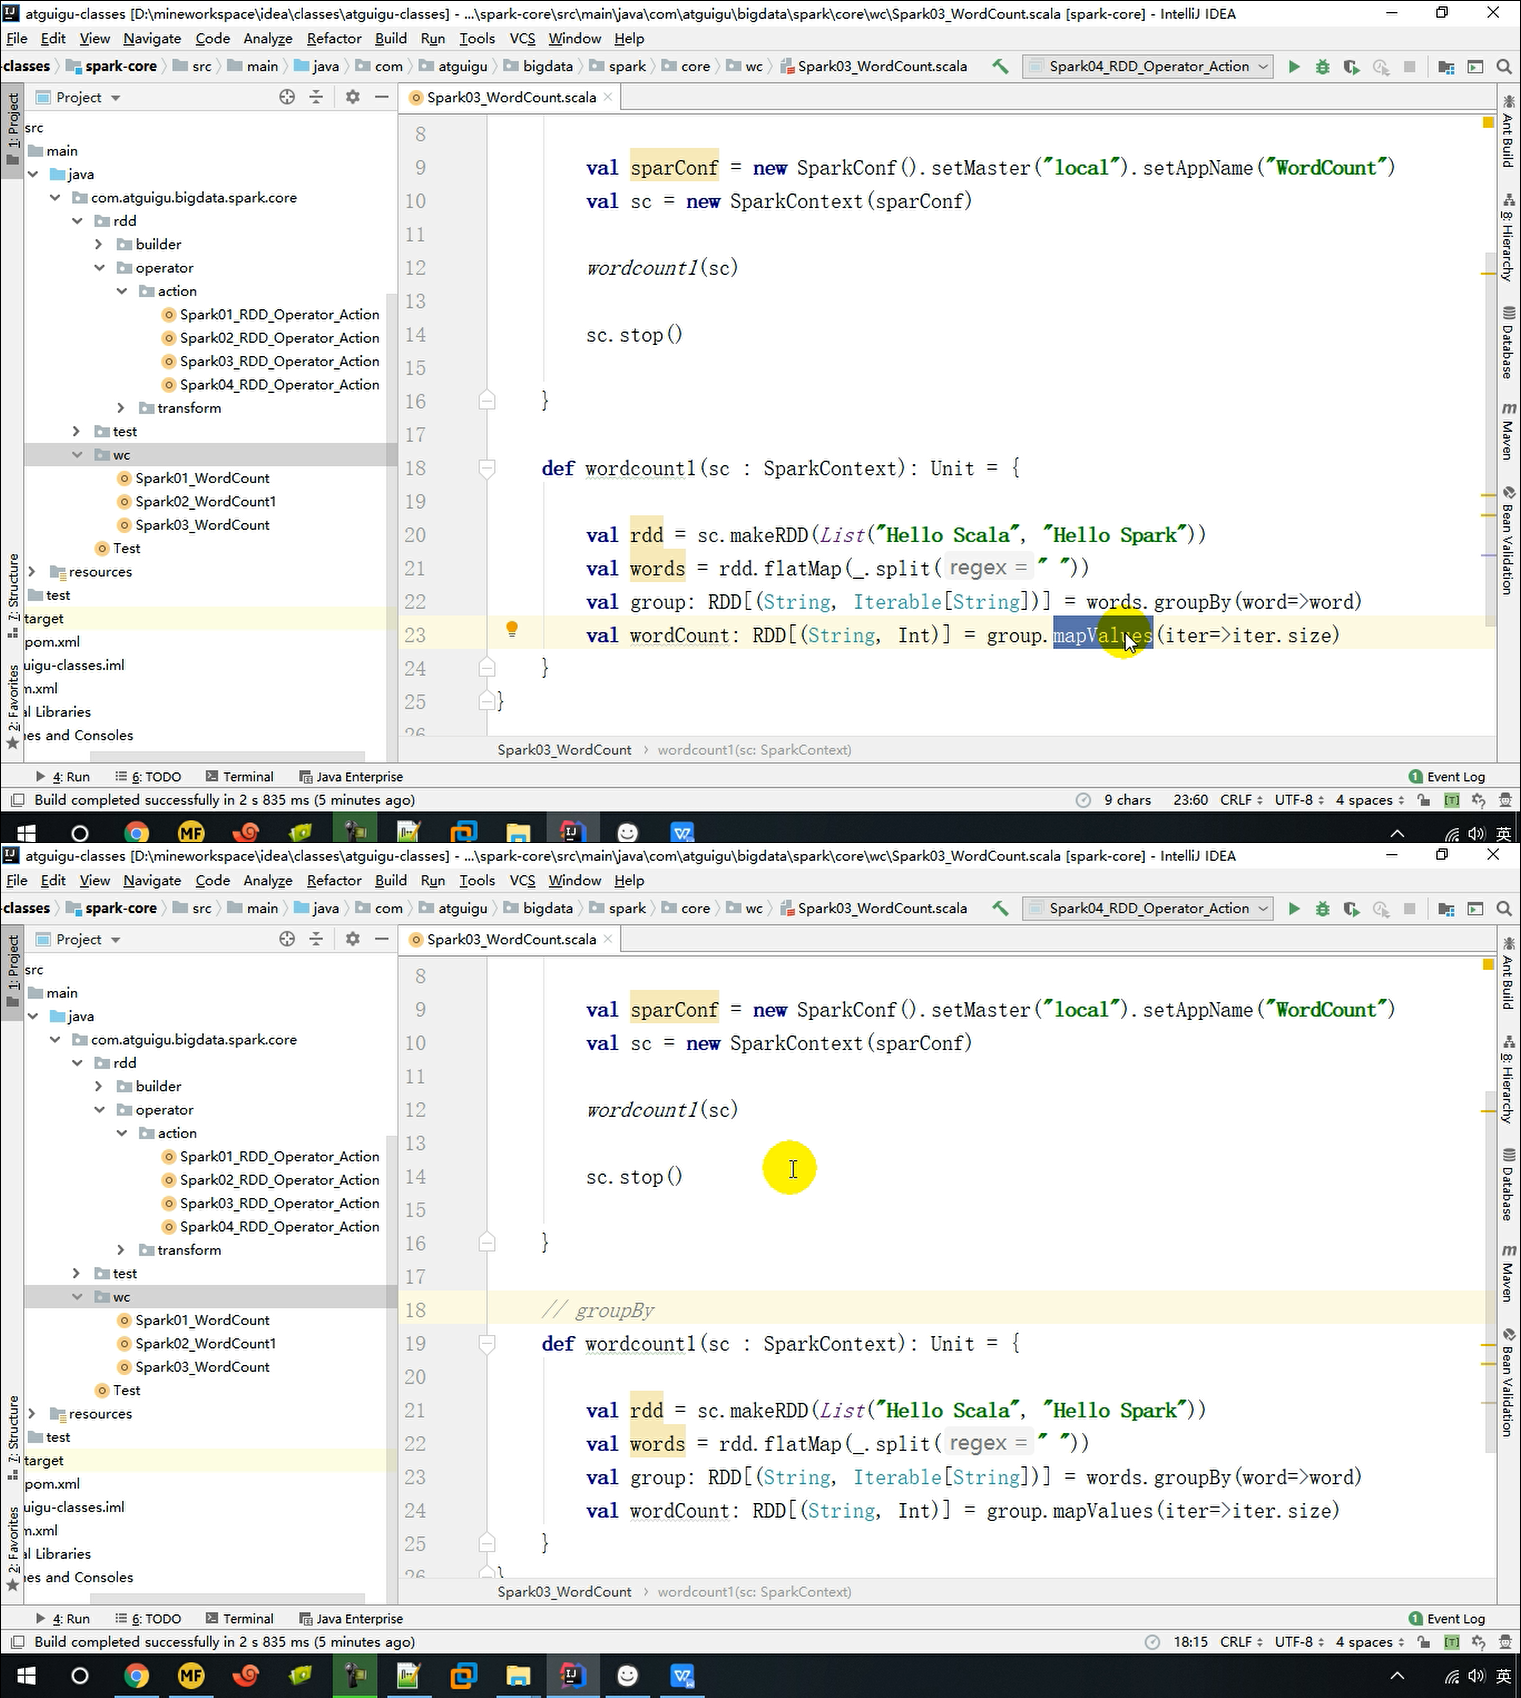 atguigu-classes [D:\mineworkspace\idea\classes\atguigu-classes] - ...\spark-core\src\main\java\com\atguigu\bigdata\spark\core\wc\Spark03_WordCount.scala [spark-core] - IntelliJ IDEA
File Edit View Navigate Code Analyze Refactor Build Run Tools VCS Window Help
classes spark-core src main java com atguigu bigdata spark core wc Spark03_WordCount.scala Spark04_RDD_Operator_Action
1: Project
Project
Spark03_WordCount.scala
src
main
java
com.atguigu.bigdata.spark.core
rdd
builder
operator
action
Spark01_RDD_Operator_Action
Spark02_RDD_Operator_Action
Spark03_RDD_Operator_Action
Spark04_RDD_Operator_Action
transform
test
wc
Spark01_WordCount
Spark02_WordCount1
Spark03_WordCount
Test
resources
test
target
pom.xml
uigu-classes.iml
m.xml
al Libraries
nes and Consoles
7: Structure
2: Favorites
8
9 val sparConf = new SparkConf().setMaster("local").setAppName("WordCount")
10 val sc = new SparkContext(sparConf)
11
12 wordcount1(sc)
13
14 sc.stop()
15
16 }
17
18 def wordcount1(sc : SparkContext): Unit = {
19
20 val rdd = sc.makeRDD(List("Hello Scala", "Hello Spark"))
21 val words = rdd.flatMap(_.split( regex = " "))
22 val group: RDD[(String, Iterable[String])] = words.groupBy(word=>word)
23 val wordCount: RDD[(String, Int)] = group.mapValues(iter=>iter.size)
24 }
25 }
26
Spark03_WordCount › wordcount1(sc: SparkContext)
Ant Build
8: Hierarchy
Database
Maven
Bean Validation
4: Run 6: TODO Terminal Java Enterprise 1 Event Log
Build completed successfully in 2 s 835 ms (5 minutes ago) 9 chars 23:60 CRLF UTF-8 4 spaces [T]
MF 英
atguigu-classes [D:\mineworkspace\idea\classes\atguigu-classes] - ...\spark-core\src\main\java\com\atguigu\bigdata\spark\core\wc\Spark03_WordCount.scala [spark-core] - IntelliJ IDEA
File Edit View Navigate Code Analyze Refactor Build Run Tools VCS Window Help
classes spark-core src main java com atguigu bigdata spark core wc Spark03_WordCount.scala Spark04_RDD_Operator_Action
1: Project
Project
Spark03_WordCount.scala
src
main
java
com.atguigu.bigdata.spark.core
rdd
builder
operator
action
Spark01_RDD_Operator_Action
Spark02_RDD_Operator_Action
Spark03_RDD_Operator_Action
Spark04_RDD_Operator_Action
transform
test
wc
Spark01_WordCount
Spark02_WordCount1
Spark03_WordCount
Test
resources
test
target
pom.xml
uigu-classes.iml
m.xml
al Libraries
nes and Consoles
7: Structure
2: Favorites
8
9 val sparConf = new SparkConf().setMaster("local").setAppName("WordCount")
10 val sc = new SparkContext(sparConf)
11
12 wordcount1(sc)
13
14 sc.stop()
15
16 }
17
18 // groupBy
19 def wordcount1(sc : SparkContext): Unit = {
20
21 val rdd = sc.makeRDD(List("Hello Scala", "Hello Spark"))
22 val words = rdd.flatMap(_.split( regex = " "))
23 val group: RDD[(String, Iterable[String])] = words.groupBy(word=>word)
24 val wordCount: RDD[(String, Int)] = group.mapValues(iter=>iter.size)
25 }
26 }
Spark03_WordCount › wordcount1(sc: SparkContext)
Ant Build
8: Hierarchy
Database
Maven
Bean Validation
4: Run 6: TODO Terminal Java Enterprise 1 Event Log
Build completed successfully in 2 s 835 ms (5 minutes ago) 18:15 CRLF UTF-8 4 spaces [T]
MF 英